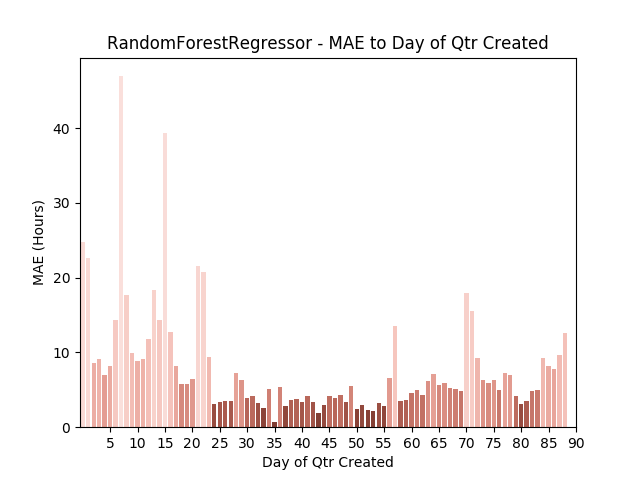 RandomForestRegressor - MAE to Day of Qtr Created
MAE (Hours)
40
30
20
10
0
5 10 15 20 25 30 35 40 45 50 55 60 65 70 75 80 85 90
Day of Qtr Created